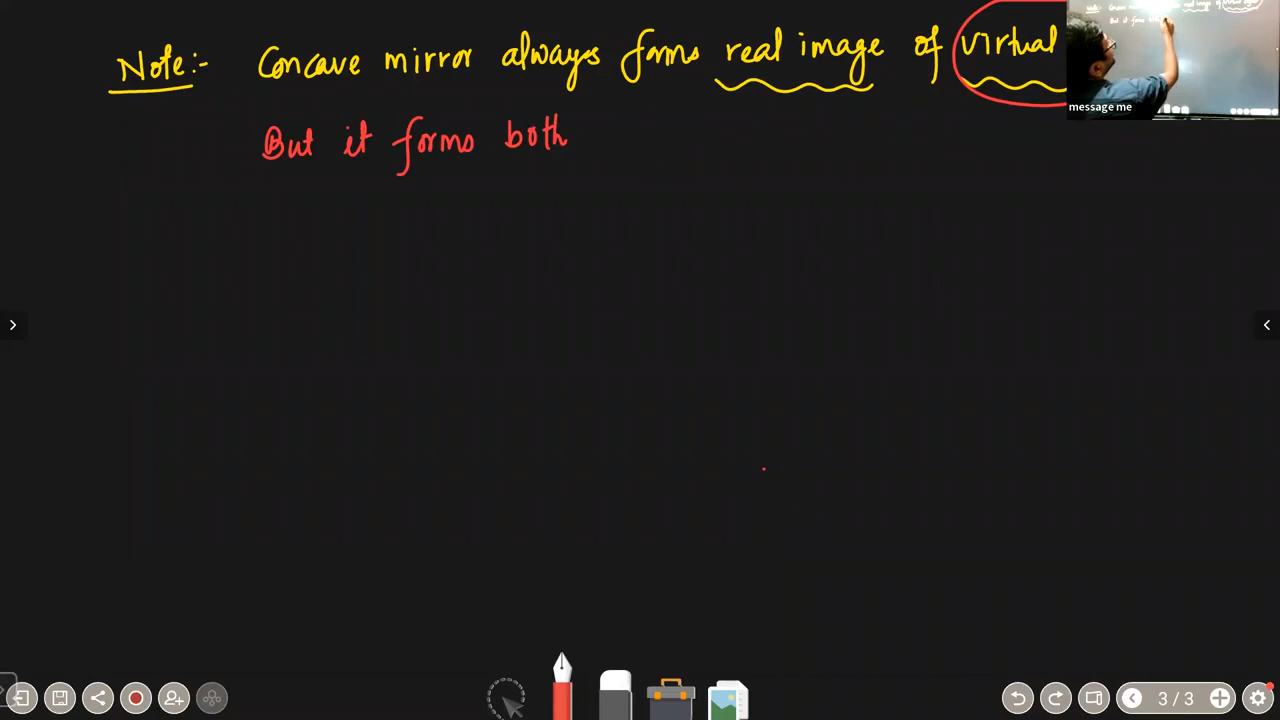 Note:- Concave mirror always forms real image of virtual
But it forms both
message me
3/3